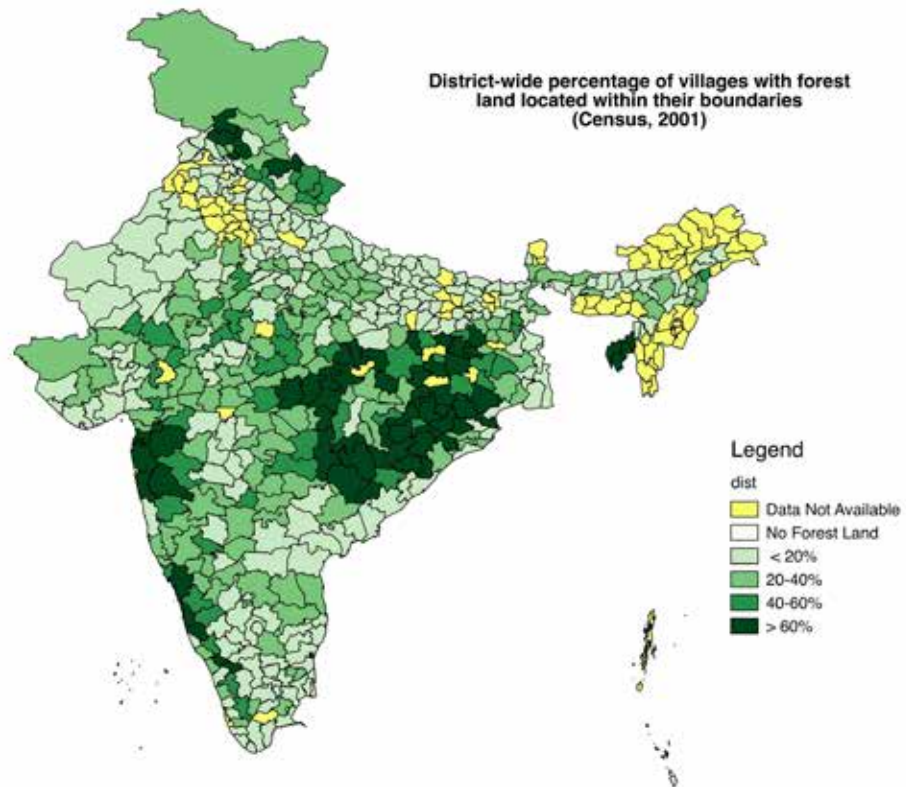 District-wide percentage of villages with forest
land located within their boundaries
(Census, 2001)
Legend
dist
Data Not Available
No Forest Land
< 20%
20-40%
40-60%
> 60%